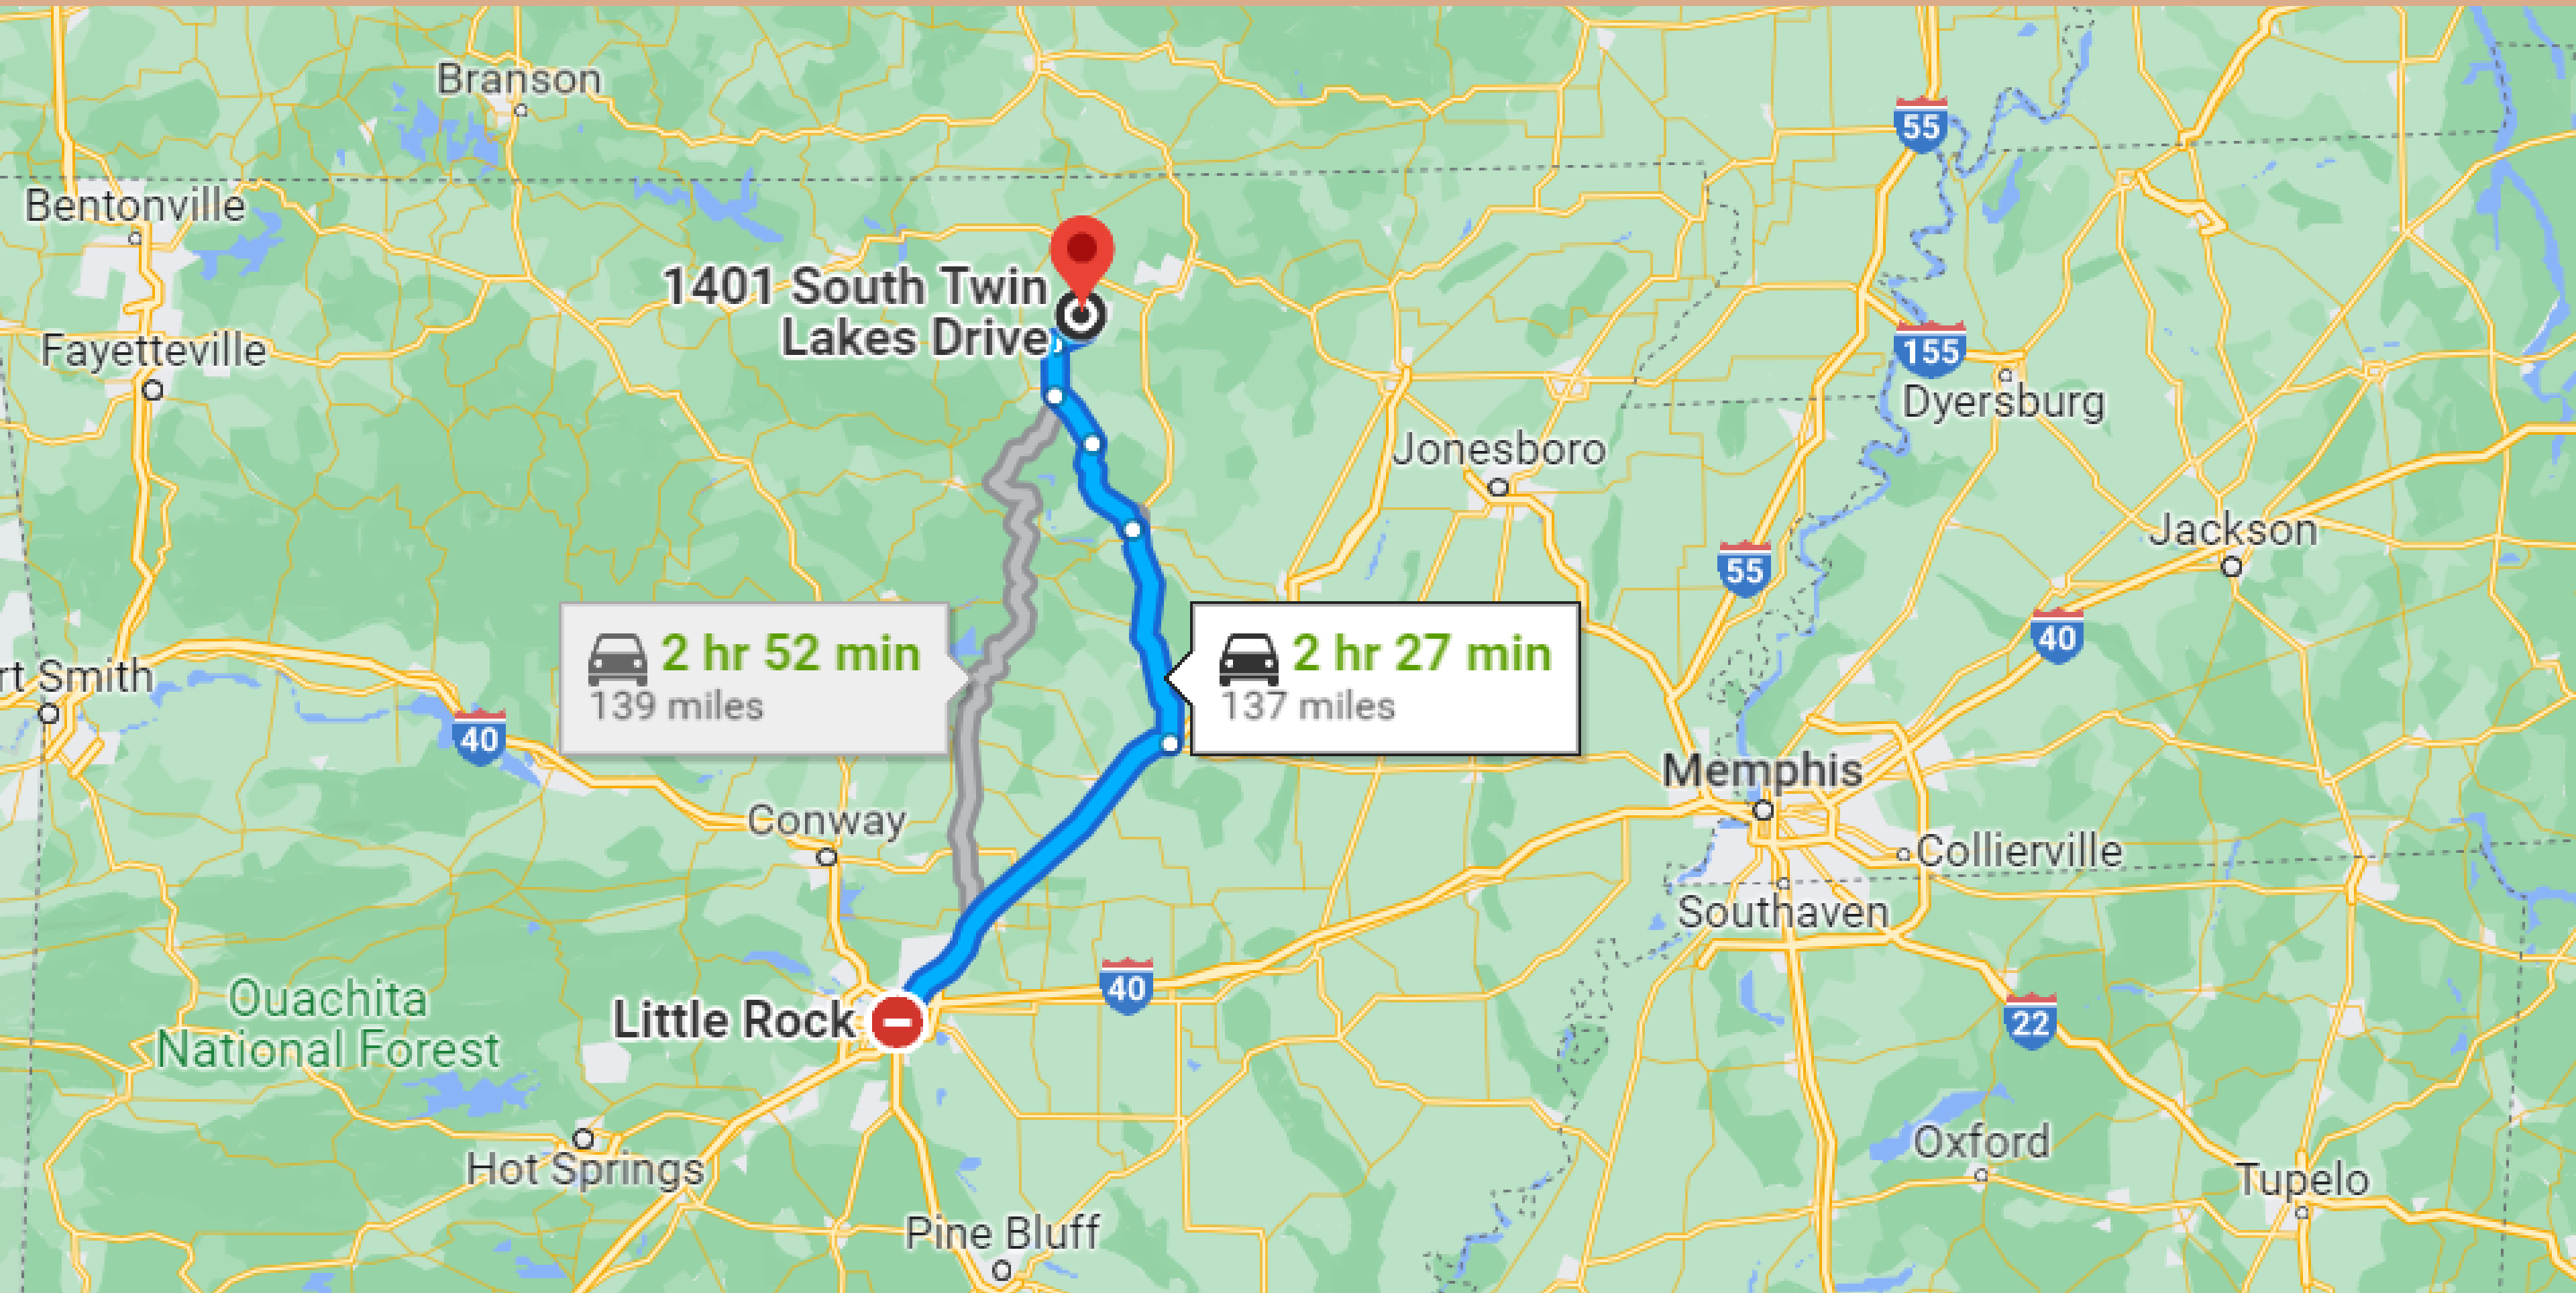 Branson
55
Bentonville
1401 South Twin
Lakes Drive
Fayetteville
155
Dyersburg
Jonesboro
Jackson
55
40
2 hr 52 min
139 miles
2 hr 27 min
137 miles
rt Smith
40
Memphis
Conway
Collierville
Southaven
Ouachita
National Forest
40
Little Rock
22
Hot Springs
Oxford
Tupelo
Pine Bluff